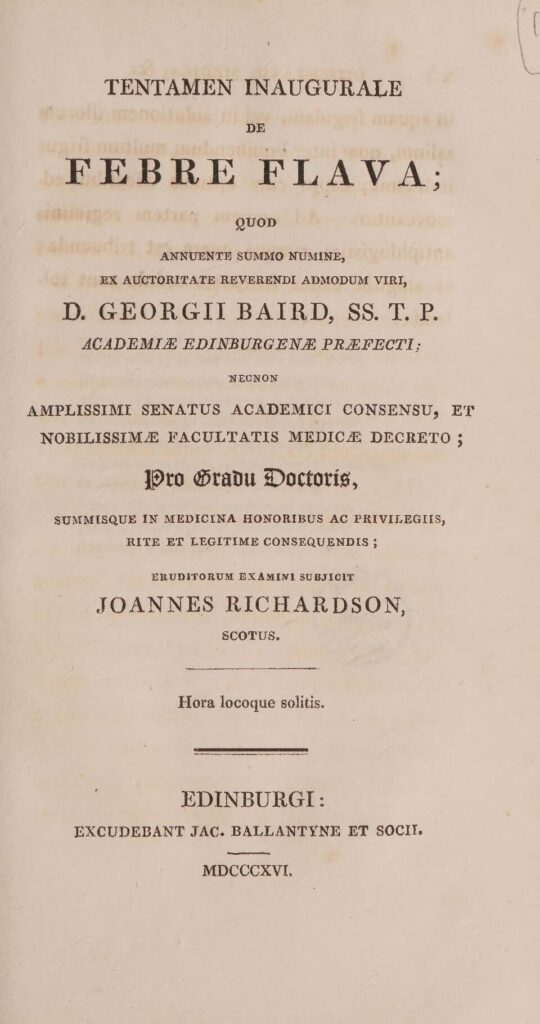 TENTAMEN INAUGURALE
DE
FEBRE FLAVA;
QUOD
ANNUENTE SUMMO NUMINE,
EX AUCTORITATE REVERENDI ADMODUM VIRI,
D. GEORGII BAIRD, SS. T. P.
ACADEMIÆ EDINBURGENÆ PRÆFECTI;
NECNON
AMPLISSIMI SENATUS ACADEMICI CONSENSU, ET
NOBILISSIMÆ FACULTATIS MEDICÆ DECRETO;
Pro Gradu Doctoris,
SUMMISQUE IN MEDICINA HONORIBUS AC PRIVILEGIIS,
RITE ET LEGITIME CONSEQUENDIS;
ERUDITORUM EXAMINI SUBJICIT
JOANNES RICHARDSON,
SCOTUS.
Hora locoque solitis.
EDINBURGI:
EXCUDEBANT JAC. BALLANTYNE ET SOCII.
MDCCCXVI.